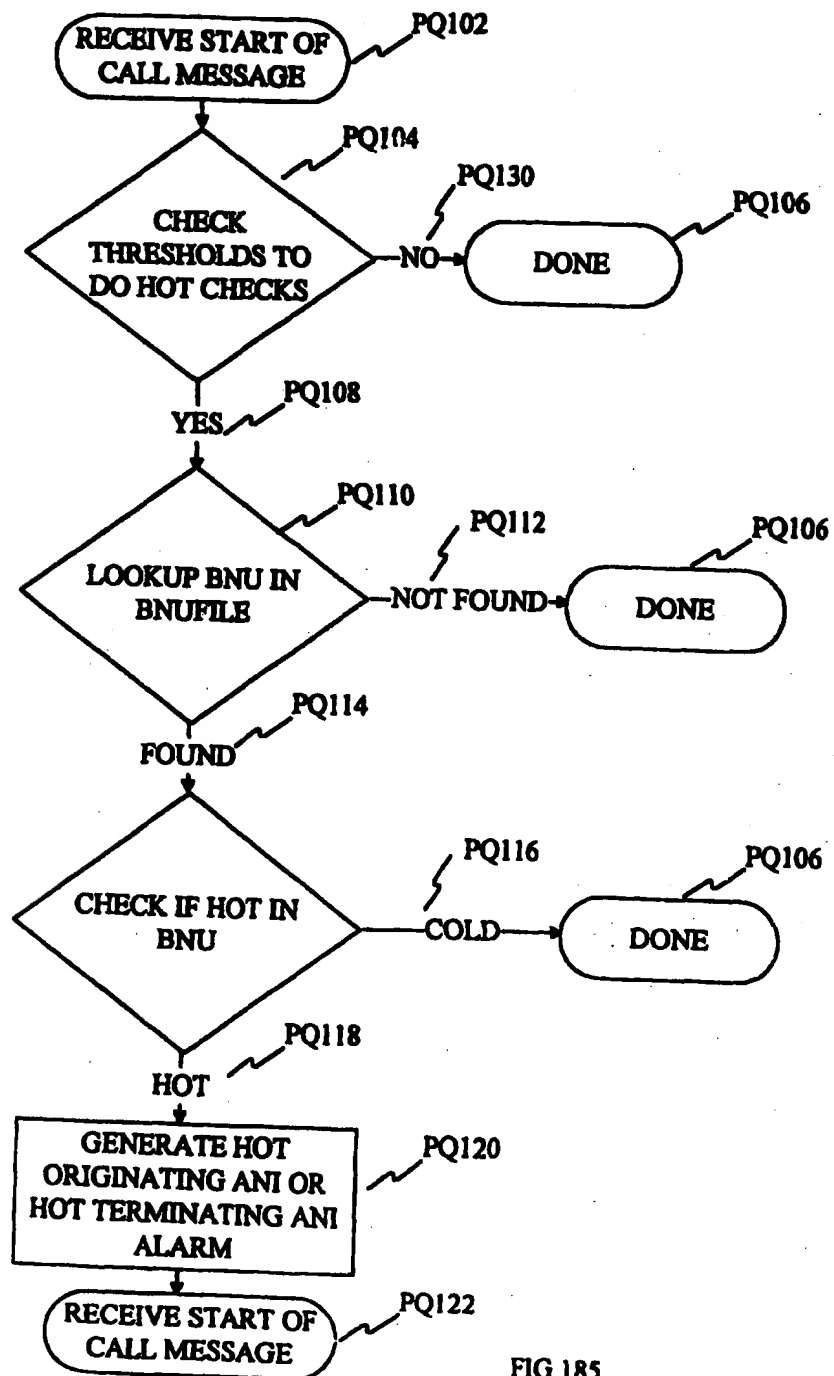 RECEIVE START OF
CALL MESSAGE
PQ102
PQ104
CHECK
THRESHOLDS TO
DO HOT CHECKS
PQ130
NO
PQ106
DONE
PQ108
YES
PQ110
LOOKUP BNU IN
BNUFILE
PQ112
NOT FOUND
PQ106
DONE
PQ114
FOUND
CHECK IF HOT IN
BNU
PQ116
COLD
PQ106
DONE
PQ118
HOT
GENERATE HOT
ORIGINATING ANI OR
HOT TERMINATING ANI
ALARM
PQ120
RECEIVE START OF
CALL MESSAGE
PQ122
FIG 185